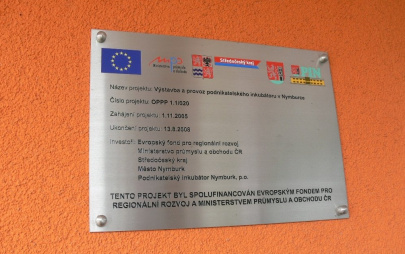 Středočeský kraj
Název projektu: Výstavba a provoz podnikatelského inkubátoru v Nymburce
Číslo projektu: OPPP 1.1/020
Zahájení projektu: 1.11.2005
Ukončení projektu: 13.8.2008
Investoři: Evropský fond pro regionální rozvoj
Ministerstvo průmyslu a obchodu ČR
Středočeský kraj
Město Nymburk
Podnikatelský inkubátor Nymburk, p.o.
TENTO PROJEKT BYL SPOLUFINANCOVÁN EVROPSKÝM FONDEM PRO
REGIONÁLNÍ ROZVOJ A MINISTERSTVEM PRŮMYSLU A OBCHODU ČR